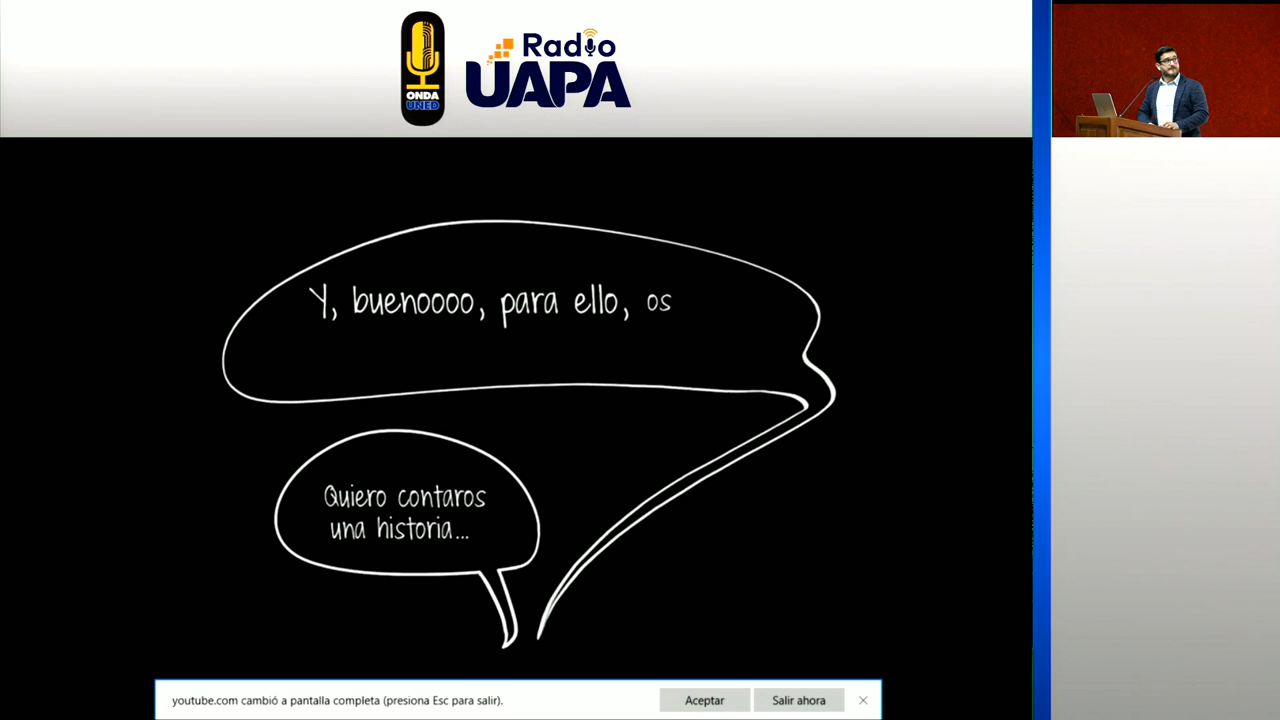 ONDA
UNED
Radio
UAPA
Y, buenoooo, para ello, os
Quiero contaros
una historia...
youtube.com cambió a pantalla completa (presiona Esc para salir).
Aceptar
Salir ahora